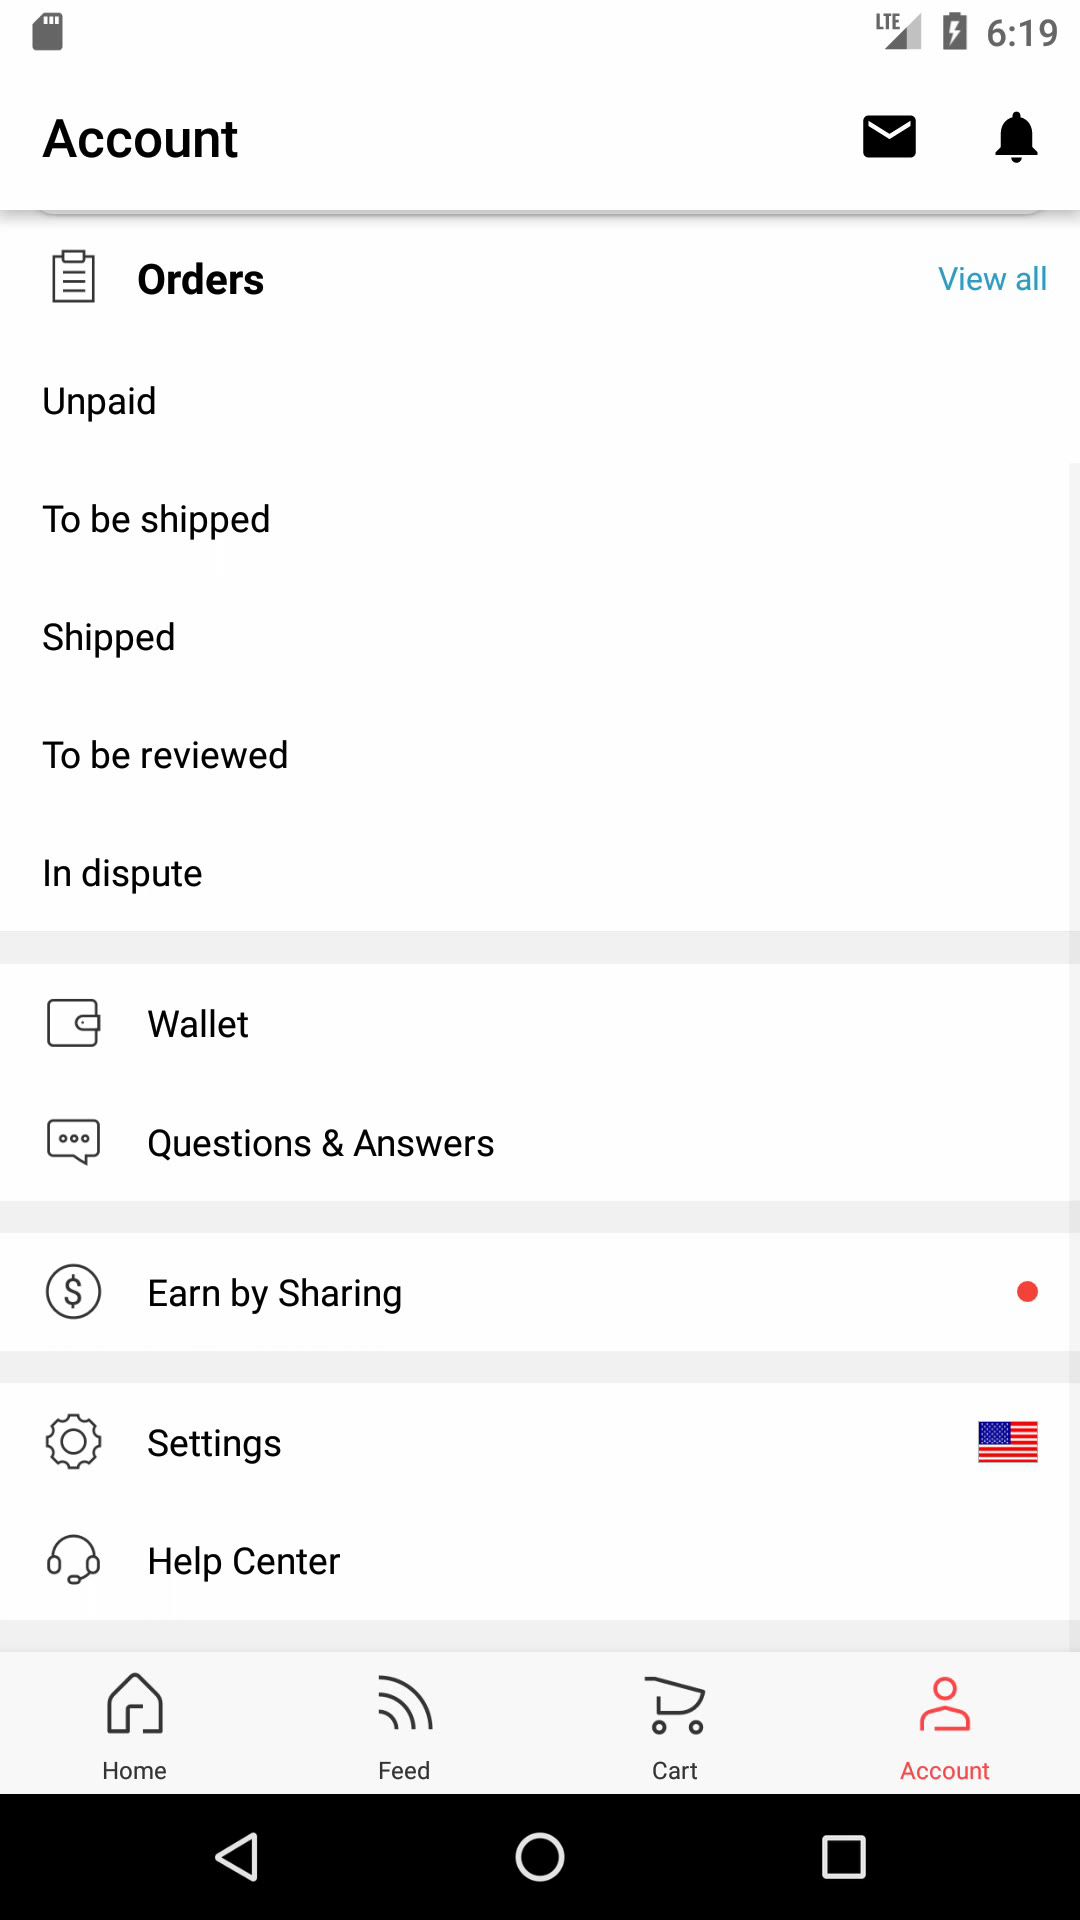 LTE 6:19
Account
Orders View all
Unpaid
To be shipped
Shipped
To be reviewed
In dispute
Wallet
Questions & Answers
$ Earn by Sharing
Settings
Help Center
Home Feed Cart Account